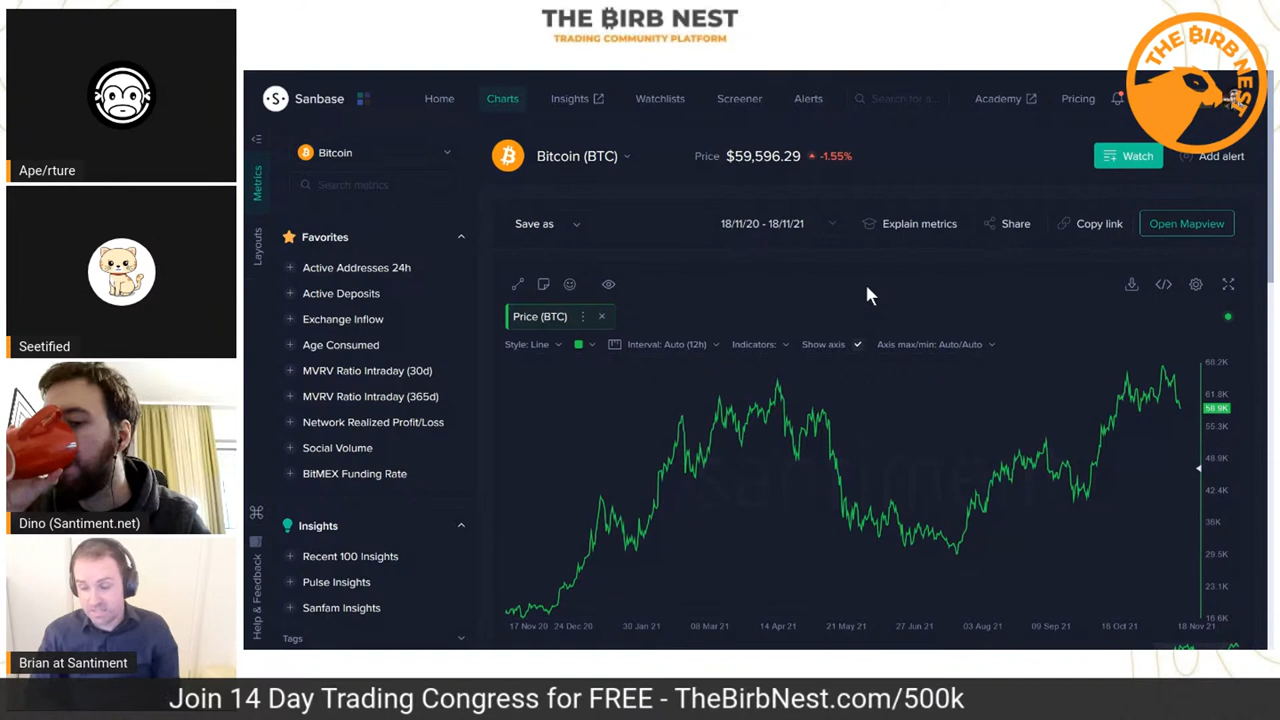 THE ₿IRB NEST
TRADING COMMUNITY PLATFORM
THE ₿IRB NEST
Ape/rture
Seetified
Dino (Santiment.net)
Brian at Santiment
Sanbase
Home
Charts
Insights
Watchlists
Screener
Alerts
Search for a...
Academy
Pricing
Metrics
Layouts
Help & Feedback
Bitcoin
Search metrics
Favorites
Active Addresses 24h
Active Deposits
Exchange Inflow
Age Consumed
MVRV Ratio Intraday (30d)
MVRV Ratio Intraday (365d)
Network Realized Profit/Loss
Social Volume
BitMEX Funding Rate
Insights
Recent 100 Insights
Pulse Insights
Sanfam Insights
Tags
Bitcoin (BTC)
Price $59,596.29 -1.55%
Watch
Add alert
Save as
18/11/20 - 18/11/21
Explain metrics
Share
Copy link
Open Mapview
Price (BTC)
Style: Line
Interval: Auto (12h)
Indicators:
Show axis
Axis max/min: Auto/Auto
68.2K
61.8K
58.9K
55.3K
48.9K
42.4K
36K
29.5K
23.1K
16.6K
17 Nov 20
24 Dec 20
30 Jan 21
08 Mar 21
14 Apr 21
21 May 21
27 Jun 21
03 Aug 21
09 Sep 21
16 Oct 21
18 Nov 21
Join 14 Day Trading Congress for FREE - TheBirbNest.com/500k